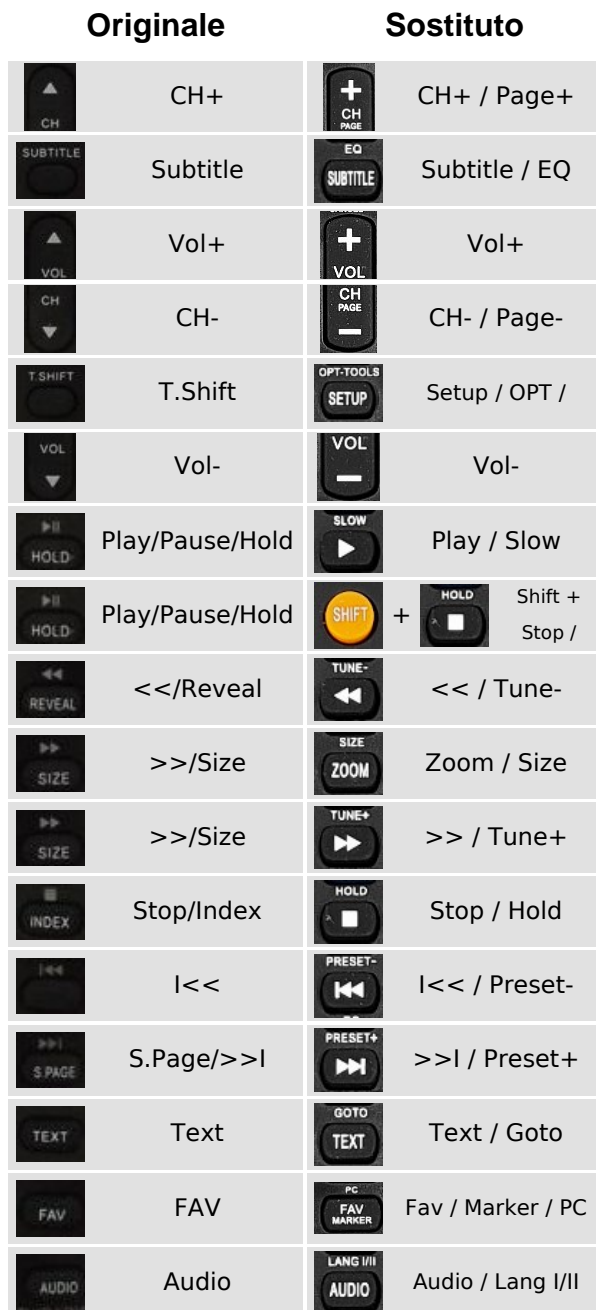 Originale Sostituto
CH CH+ + CH PAGE CH+ / Page+
SUBTITLE Subtitle EQ SUBTITLE Subtitle / EQ
VOL Vol+ + VOL Vol+
CH CH- CH PAGE - CH- / Page-
T.SHIFT T.Shift OPT-TOOLS SETUP Setup / OPT /
VOL Vol- VOL - Vol-
HOLD Play/Pause/Hold SLOW Play / Slow
HOLD Play/Pause/Hold SHIFT + HOLD Shift +
Stop /
REVEAL <</Reveal TUNE- << / Tune-
SIZE >>/Size SIZE ZOOM Zoom / Size
SIZE >>/Size TUNE+ >> / Tune+
INDEX Stop/Index HOLD Stop / Hold
I<< PRESET- I<< / Preset-
S.PAGE S.Page/>>I PRESET+ >>I / Preset+
TEXT Text GOTO TEXT Text / Goto
FAV FAV PC FAV MARKER Fav / Marker / PC
AUDIO Audio LANG I/II AUDIO Audio / Lang I/II